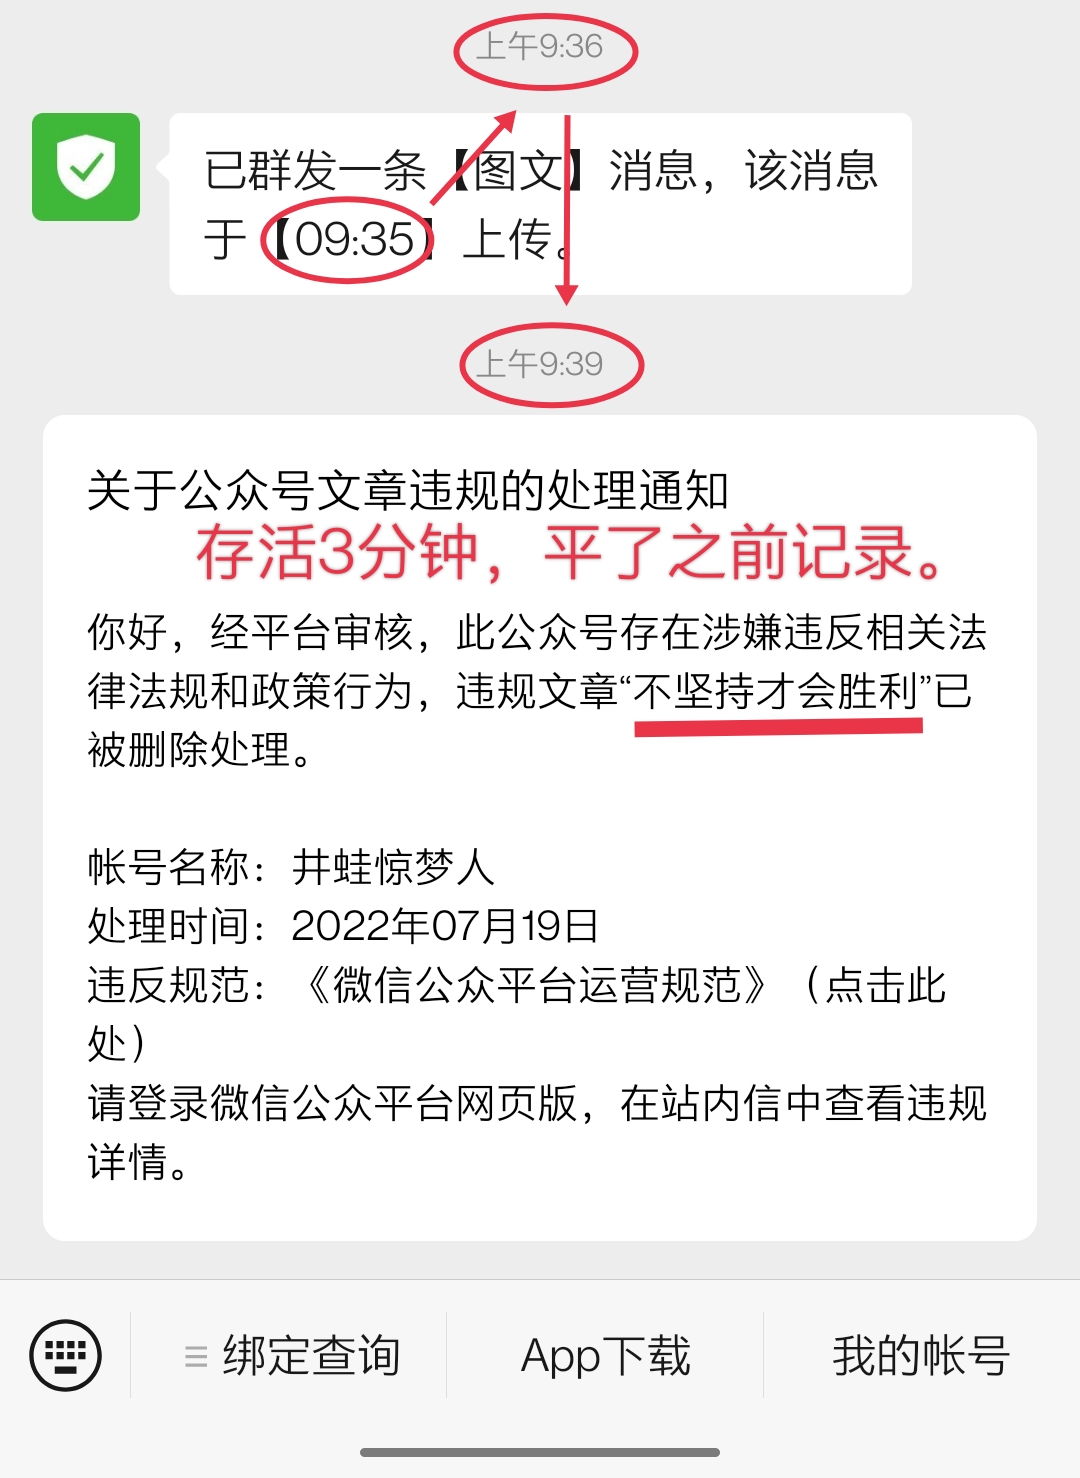 上午9:36
已群发一条【图文】消息，该消息
于【09:35】上传。
上午9:39
关于公众号文章违规的处理通知
存活3分钟，平了之前记录。
你好，经平台审核，此公众号存在涉嫌违反相关法
律法规和政策行为，违规文章“不坚持才会胜利”已
被删除处理。
帐号名称：井蛙惊梦人
处理时间：2022年07月19日
违反规范：《微信公众平台运营规范》（点击此
处）
请登录微信公众平台网页版，在站内信中查看违规
详情。
绑定查询
App下载
我的帐号